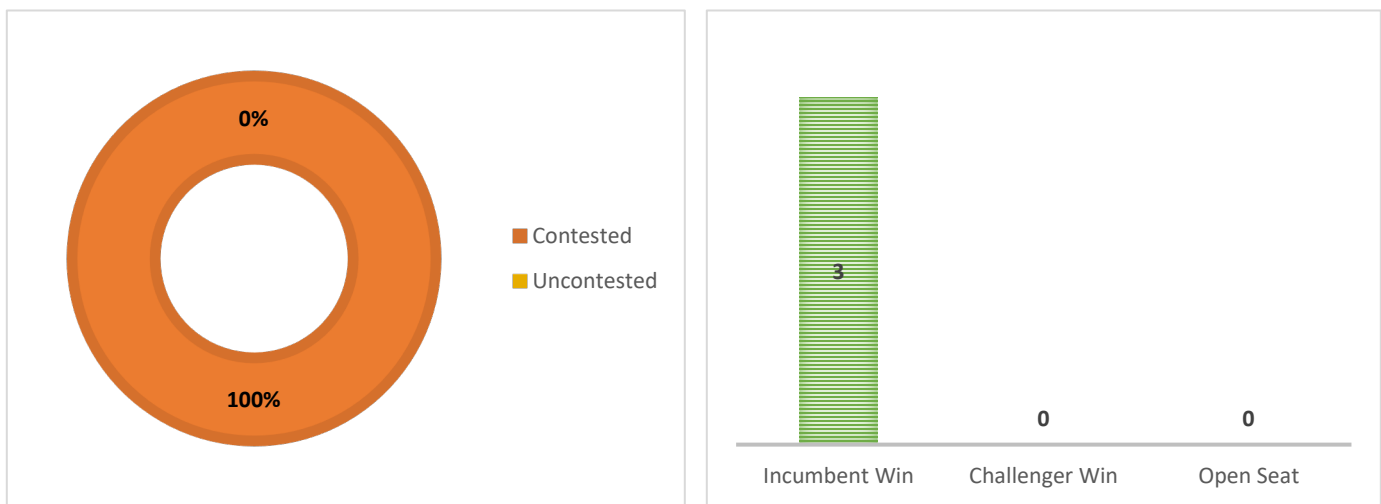 0%
100%
Contested
Uncontested
3
0
0
Incumbent Win
Challenger Win
Open Seat